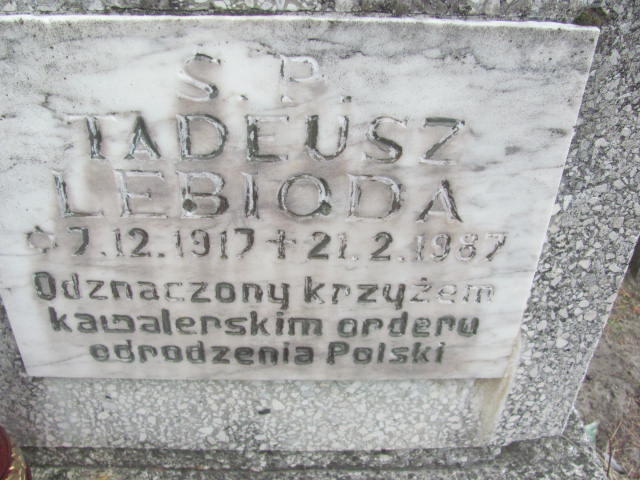 Ś.P.
TADEUSZ
LEBIODA
☆ 7.12.1917 ✝ 21.2.1987
Odznaczony krzyżem
kawalerskim orderu
odrodzenia Polski